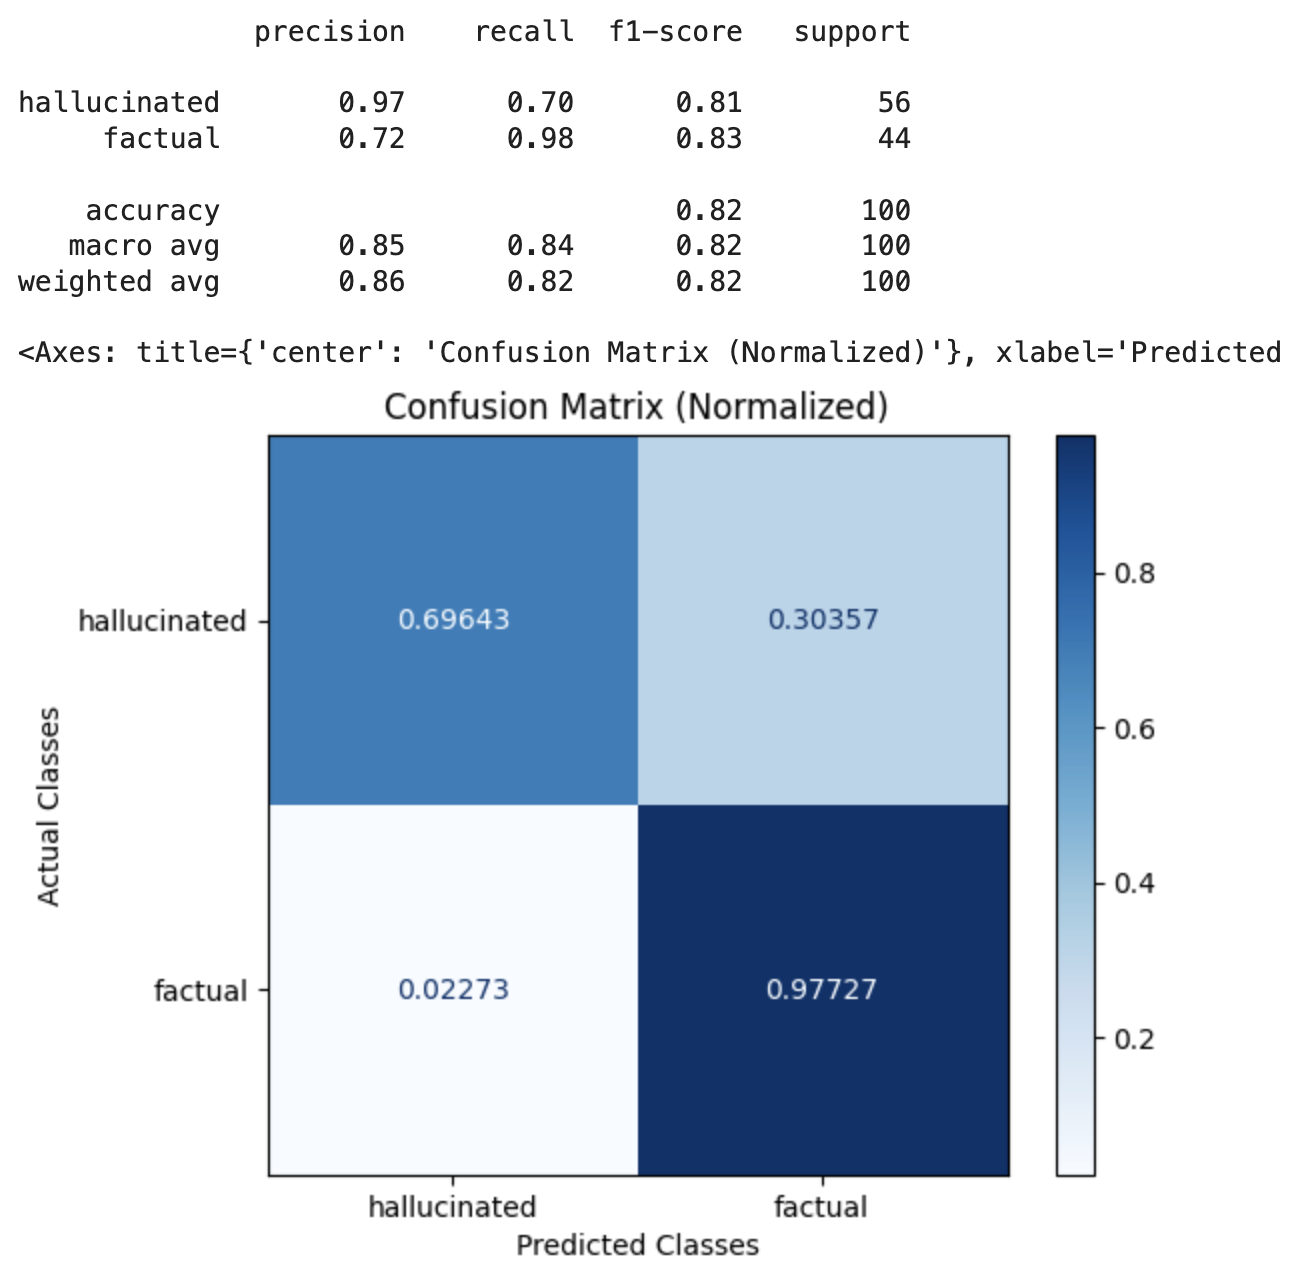 precision recall f1-score support
hallucinated 0.97 0.70 0.81 56
factual 0.72 0.98 0.83 44
accuracy 0.82 100
macro avg 0.85 0.84 0.82 100
weighted avg 0.86 0.82 0.82 100
<Axes: title={'center': 'Confusion Matrix (Normalized)'}, xlabel='Predicted
Confusion Matrix (Normalized)
hallucinated 0.69643 0.30357
factual 0.02273 0.97727
Actual Classes
hallucinated factual
Predicted Classes
0.8
0.6
0.4
0.2